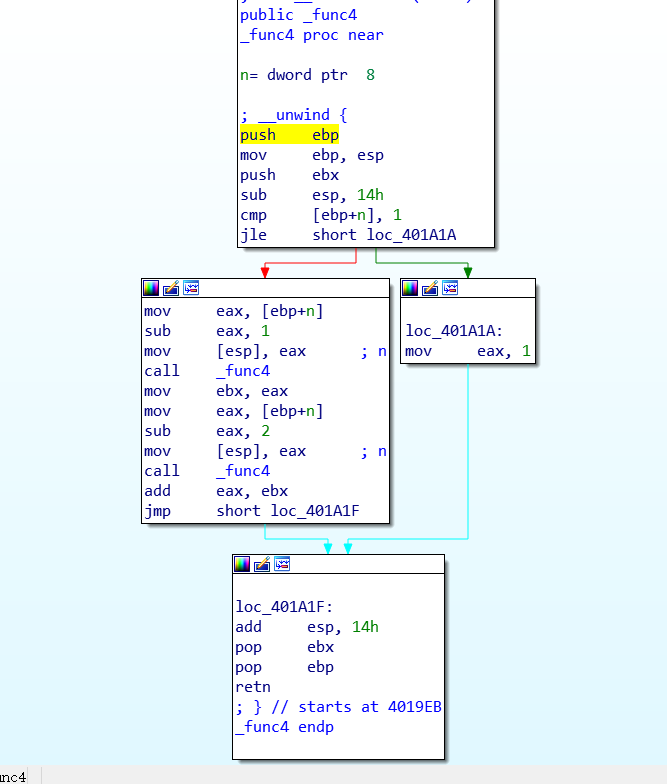 public _func4
_func4 proc near
n= dword ptr  8
; __unwind {
push    ebp
mov     ebp, esp
push    ebx
sub     esp, 14h
cmp     [ebp+n], 1
jle     short loc_401A1A
mov     eax, [ebp+n]
sub     eax, 1
mov     [esp], eax      ; n
call    _func4
mov     ebx, eax
mov     eax, [ebp+n]
sub     eax, 2
mov     [esp], eax      ; n
call    _func4
add     eax, ebx
jmp     short loc_401A1F
loc_401A1A:
mov     eax, 1
loc_401A1F:
add     esp, 14h
pop     ebx
pop     ebp
retn
; } // starts at 4019EB
_func4 endp
unc4